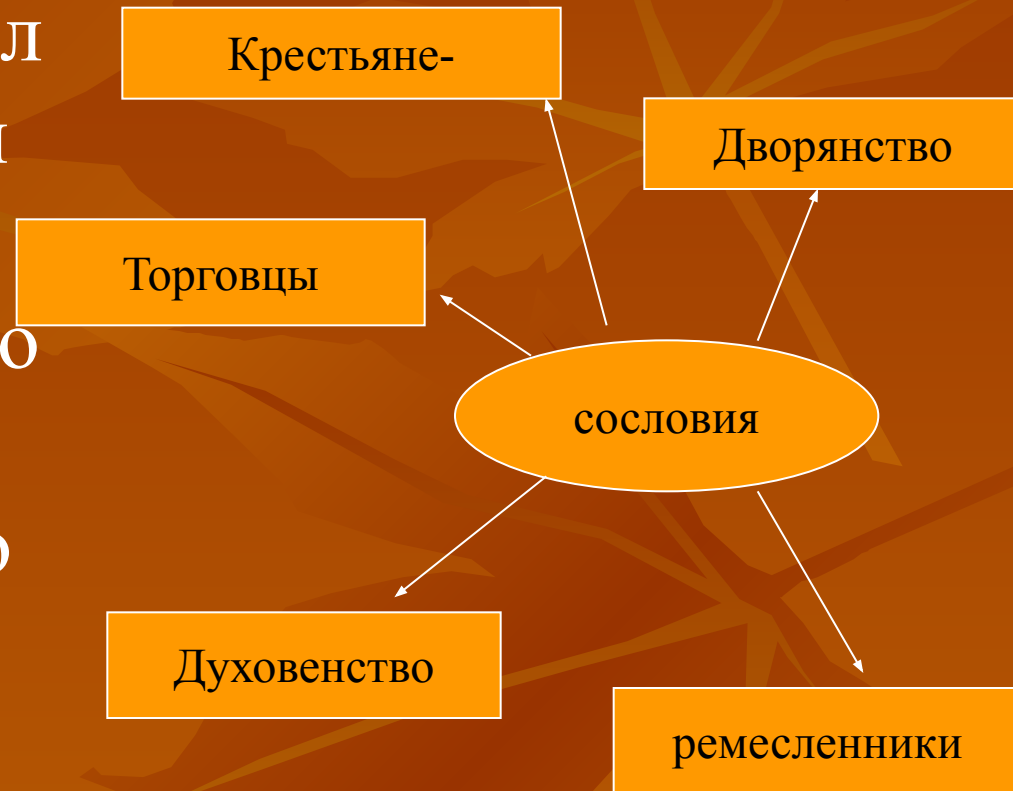 Крестьяне-
Дворянство
Торговцы
сословия
Духовенство
ремесленники